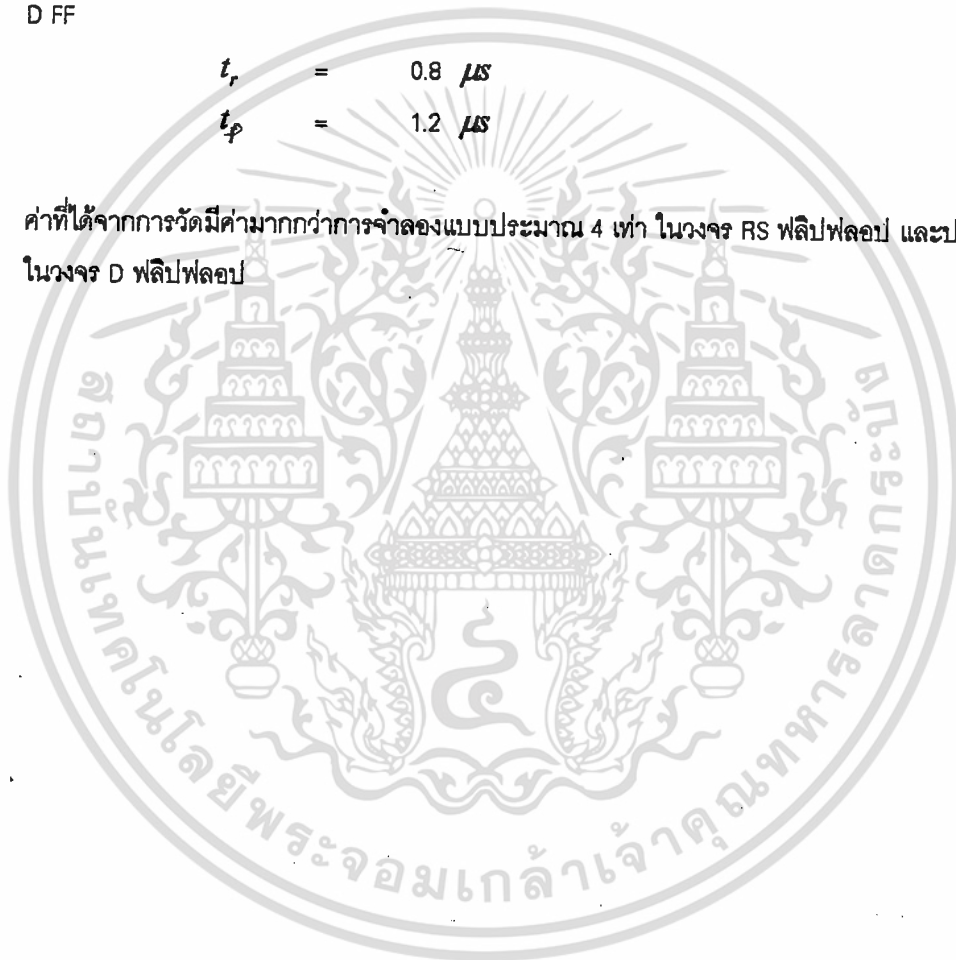 D FF
t_r = 0.8 μs
t_f = 1.2 μs
ค่าที่ได้จากการวัดมีค่ามากกว่าการจำลองแบบประมาณ 4 เท่า ในวงจร RS ฟลิปฟลอป และป
ในวงจร D ฟลิปฟลอป
สถาบันเทคโนโลยีพระจอมเกล้าเจ้าคุณทหารลาดกระบัง